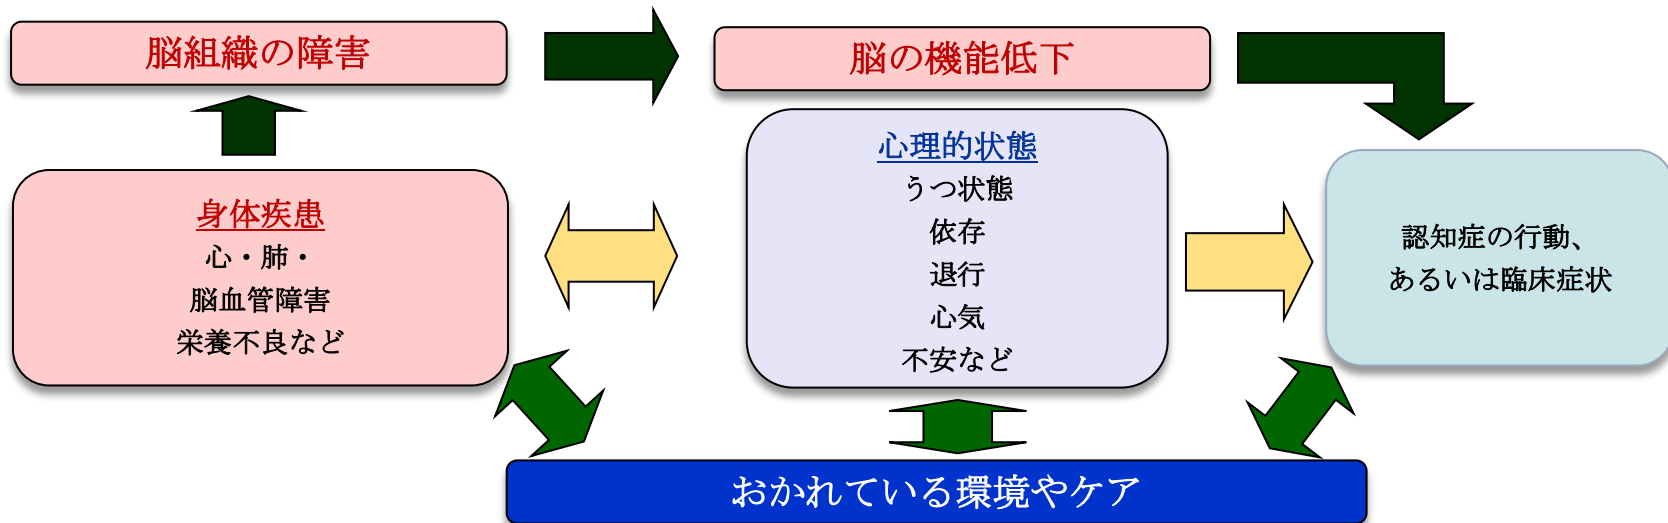 脳組織の障害
脳の機能低下
身体疾患
心・肺・
脳血管障害
栄養不良など
心理的状態
うつ状態
依存
退行
心気
不安など
認知症の行動、
あるいは臨床症状
おかれている環境やケア